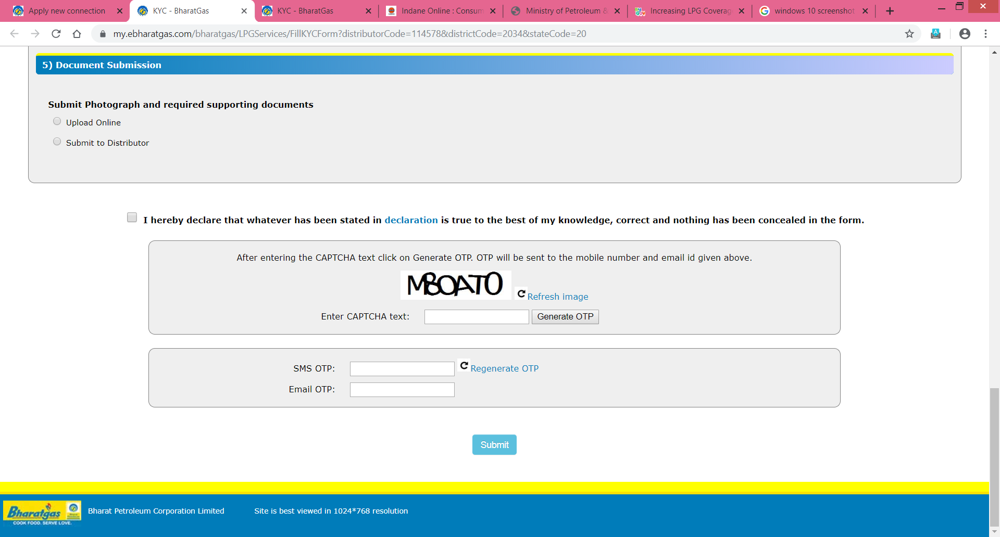 Apply new connection
KYC - BharatGas
KYC - BharatGas
Indane Online : Consum
Ministry of Petroleum &
Increasing LPG Coverag
windows 10 screenshot
my.ebharatgas.com/bharatgas/LPGServices/FillKYCForm?distributorCode=114578&districtCode=2034&stateCode=20
5) Document Submission
Submit Photograph and required supporting documents
Upload Online
Submit to Distributor
I hereby declare that whatever has been stated in declaration is true to the best of my knowledge, correct and nothing has been concealed in the form.
After entering the CAPTCHA text click on Generate OTP. OTP will be sent to the mobile number and email id given above.
M8OATO
Refresh image
Enter CAPTCHA text:
Generate OTP
SMS OTP:
Regenerate OTP
Email OTP:
Submit
Bharatgas
COOK FOOD. SERVE LOVE.
Bharat Petroleum Corporation Limited
Site is best viewed in 1024*768 resolution